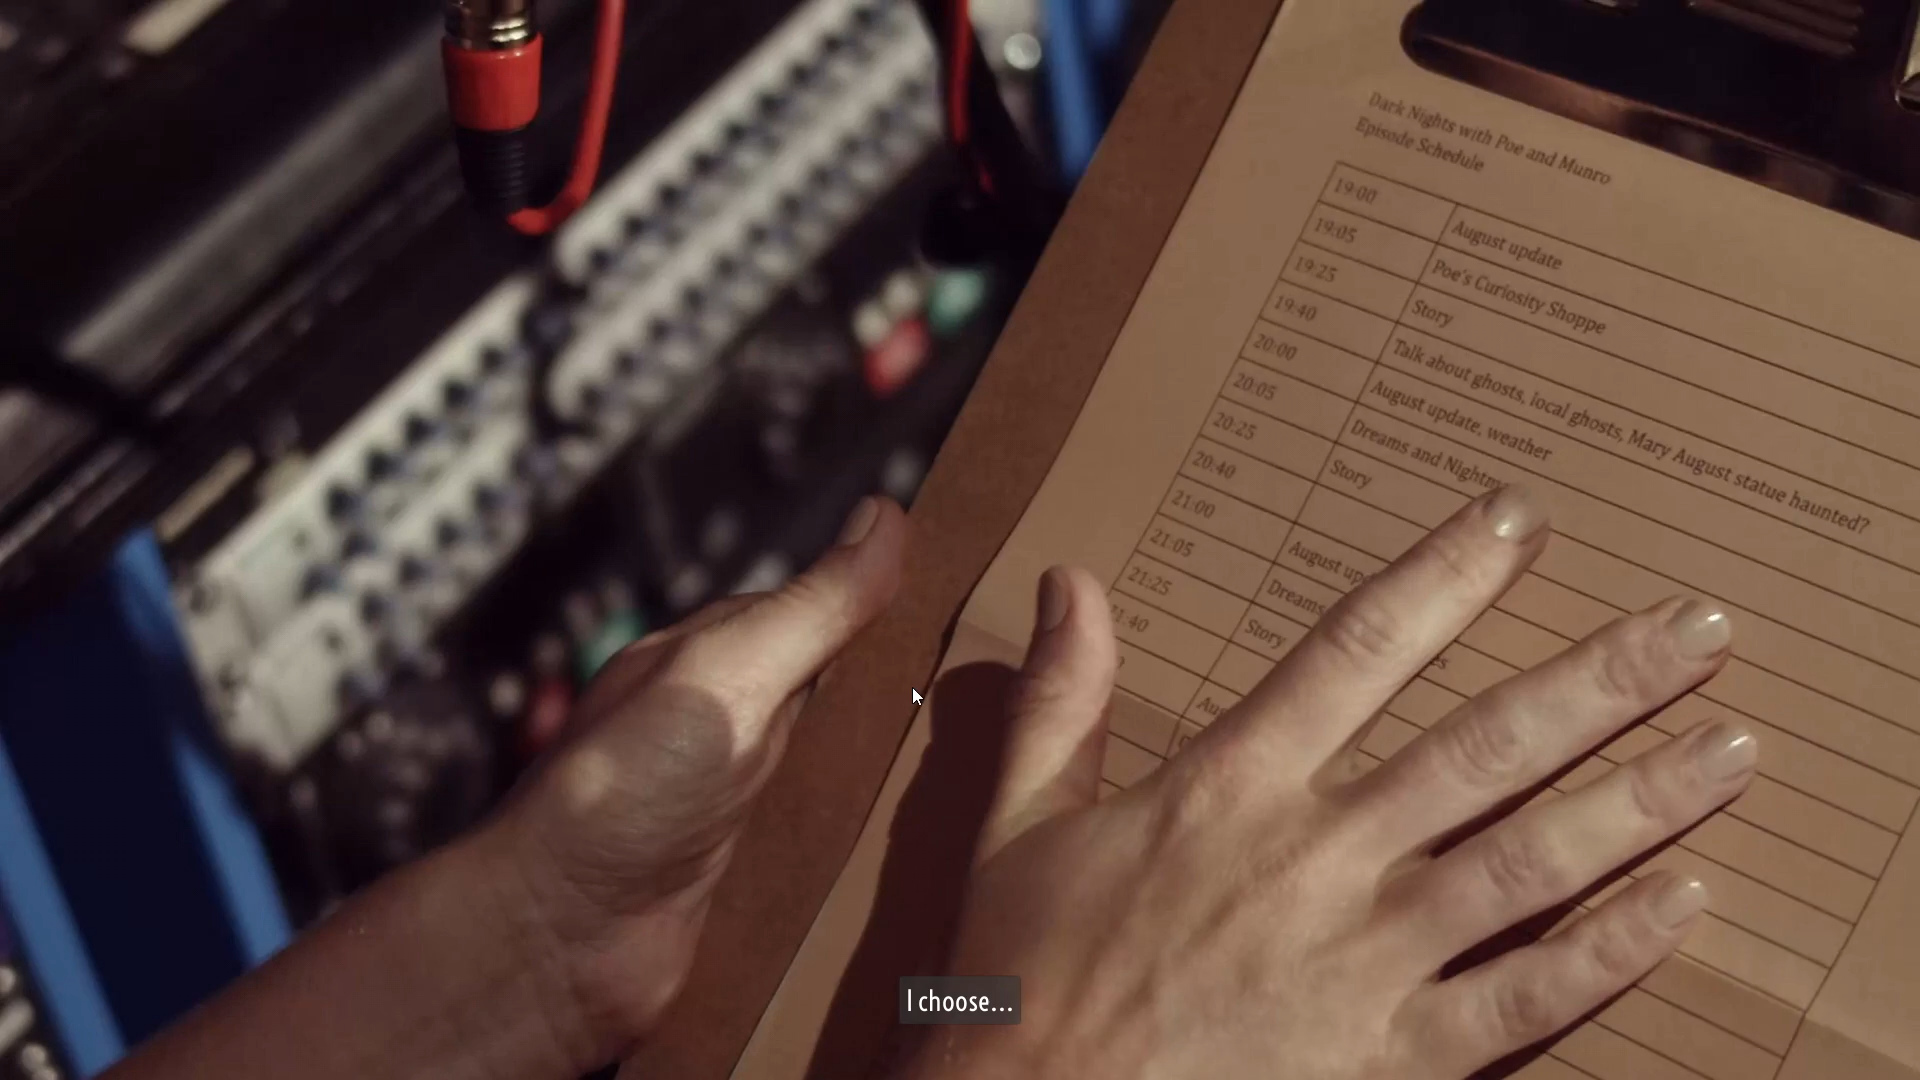 Dark Nights with Poe and Munro
Episode Schedule
19:00 August update
19:05 Poe's Curiosity Shoppe
19:25 Story
19:40 Talk about ghosts, local ghosts, Mary August statue haunted?
20:00 August update, weather
20:05 Dreams and
20:25 Story
20:40
21:00 August
21:05 Dreams
21:25 Story
I choose...